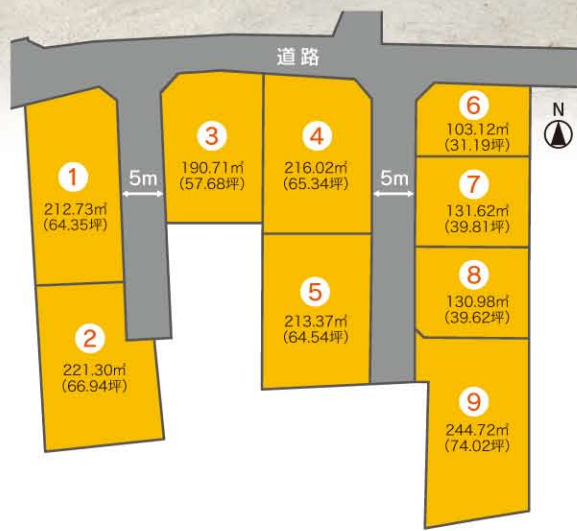 道路
N
①
212.73㎡
(64.35坪)
5m
②
221.30㎡
(66.94坪)
③
190.71㎡
(57.68坪)
④
216.02㎡
(65.34坪)
⑤
213.37㎡
(64.54坪)
5m
⑥
103.12㎡
(31.19坪)
⑦
131.62㎡
(39.81坪)
⑧
130.98㎡
(39.62坪)
⑨
244.72㎡
(74.02坪)